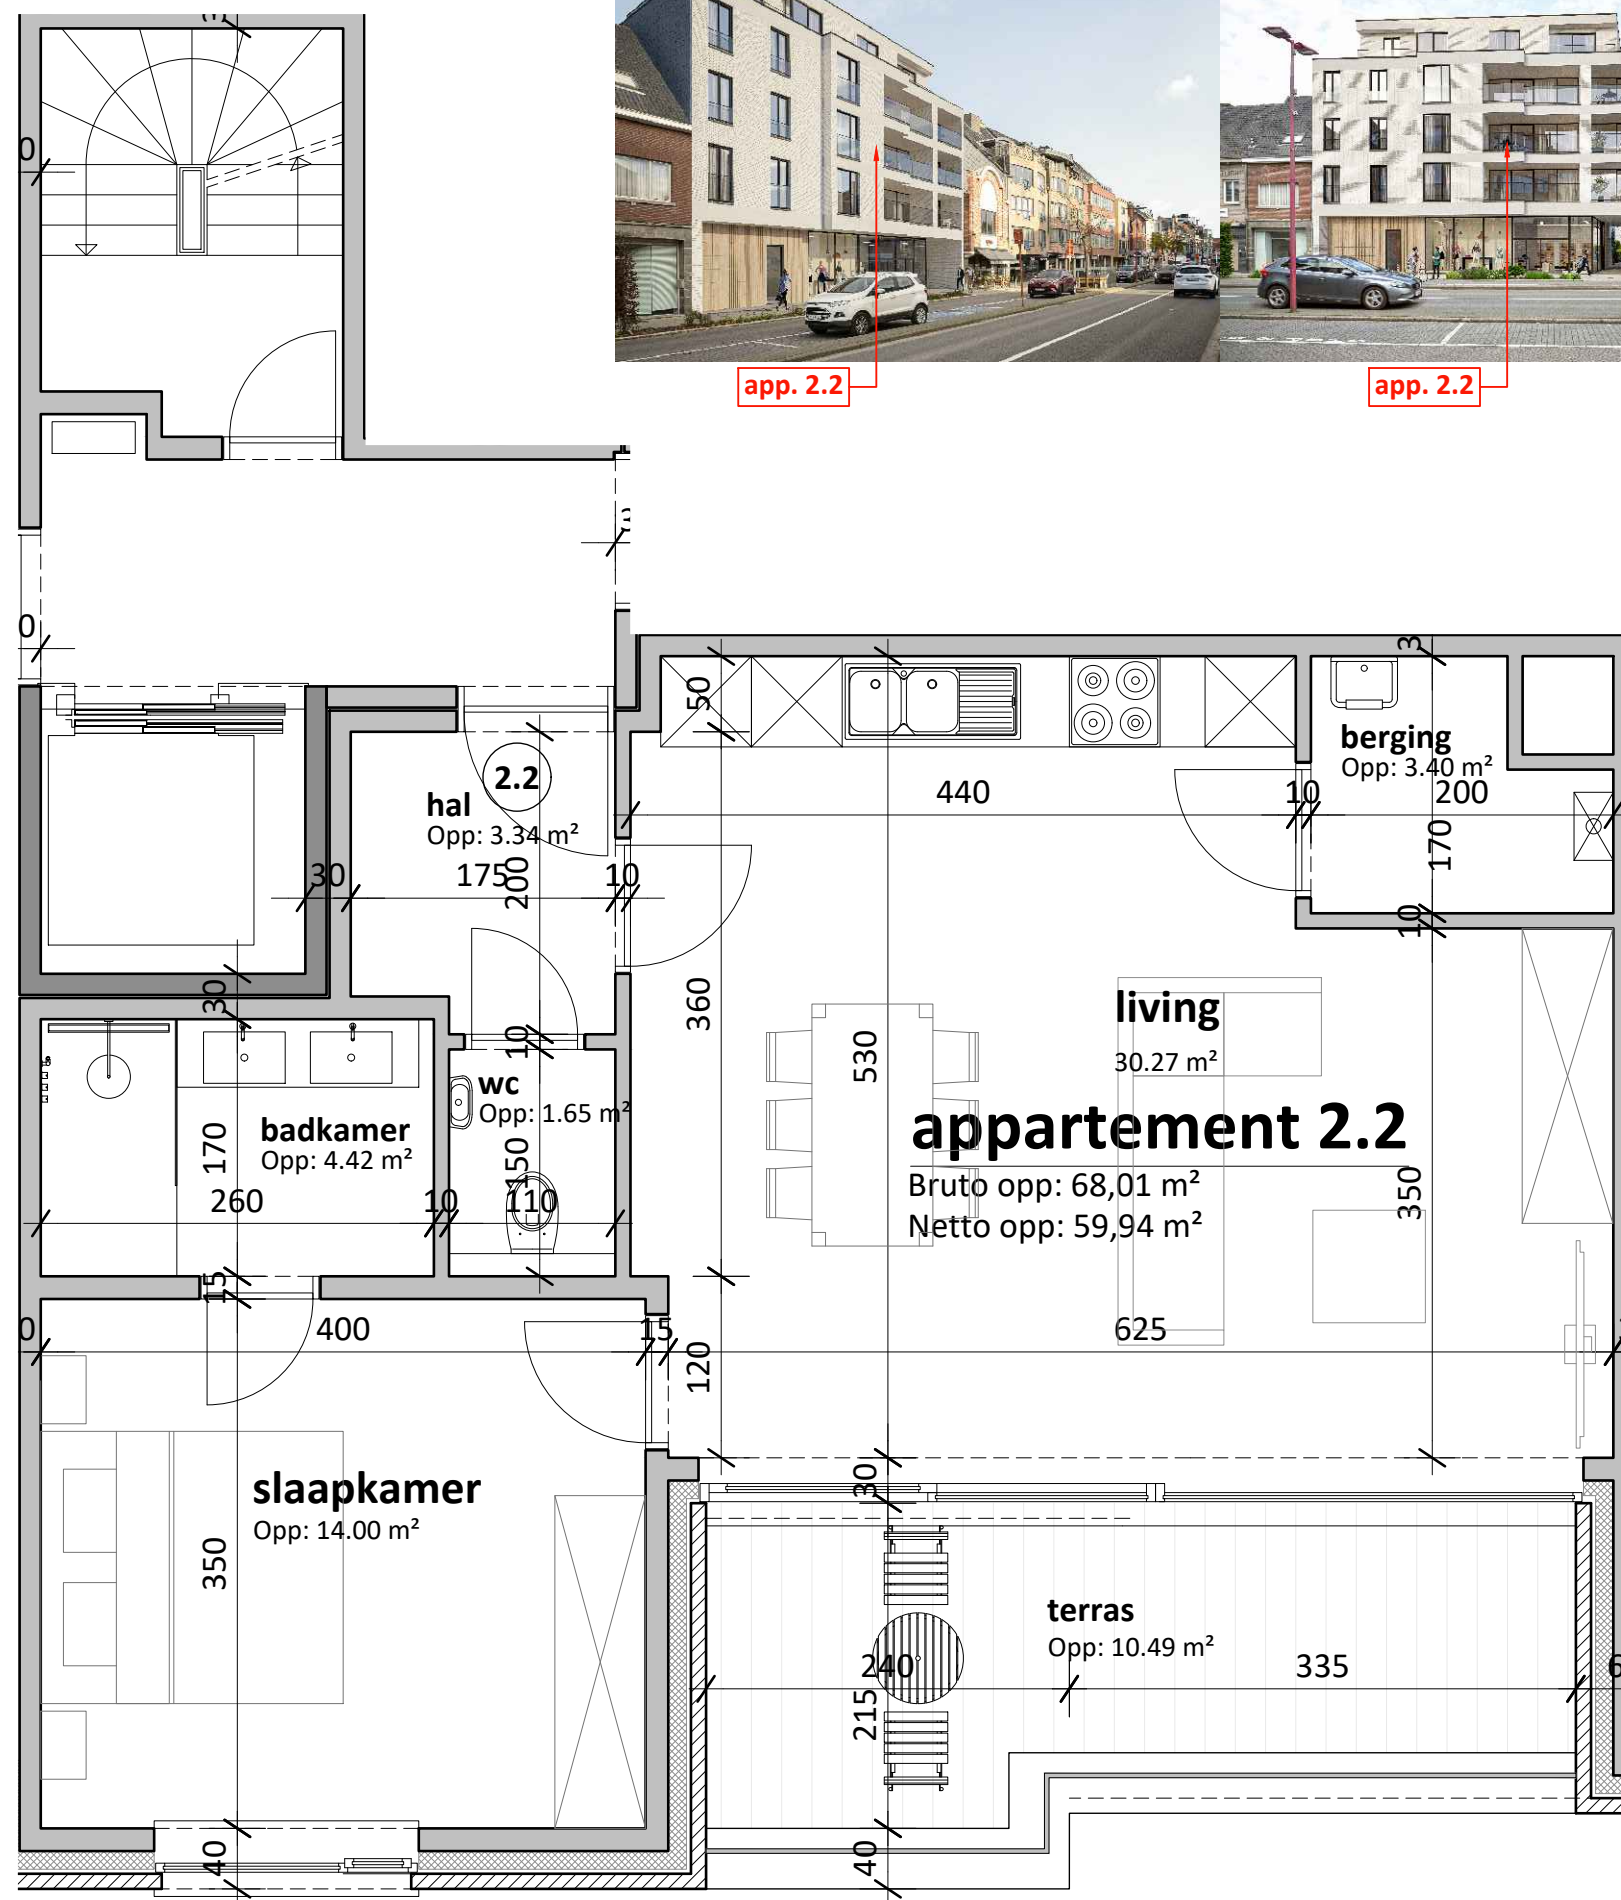 app. 2.2
app. 2.2
50
berging
Opp: 3.40 m²
2.2
hal
Opp: 3.34 m²
440
10
200
170
30
175
200
10
10
30
360
living
30.27 m²
530
10
wc
Opp: 1.65 m²
badkamer
Opp: 4.42 m²
170
150
appartement 2.2
Bruto opp: 68,01 m²
Netto opp: 59,94 m²
350
260
10
110
15
400
15
625
120
slaapkamer
Opp: 14.00 m²
30
350
terras
Opp: 10.49 m²
240
335
215
40
40